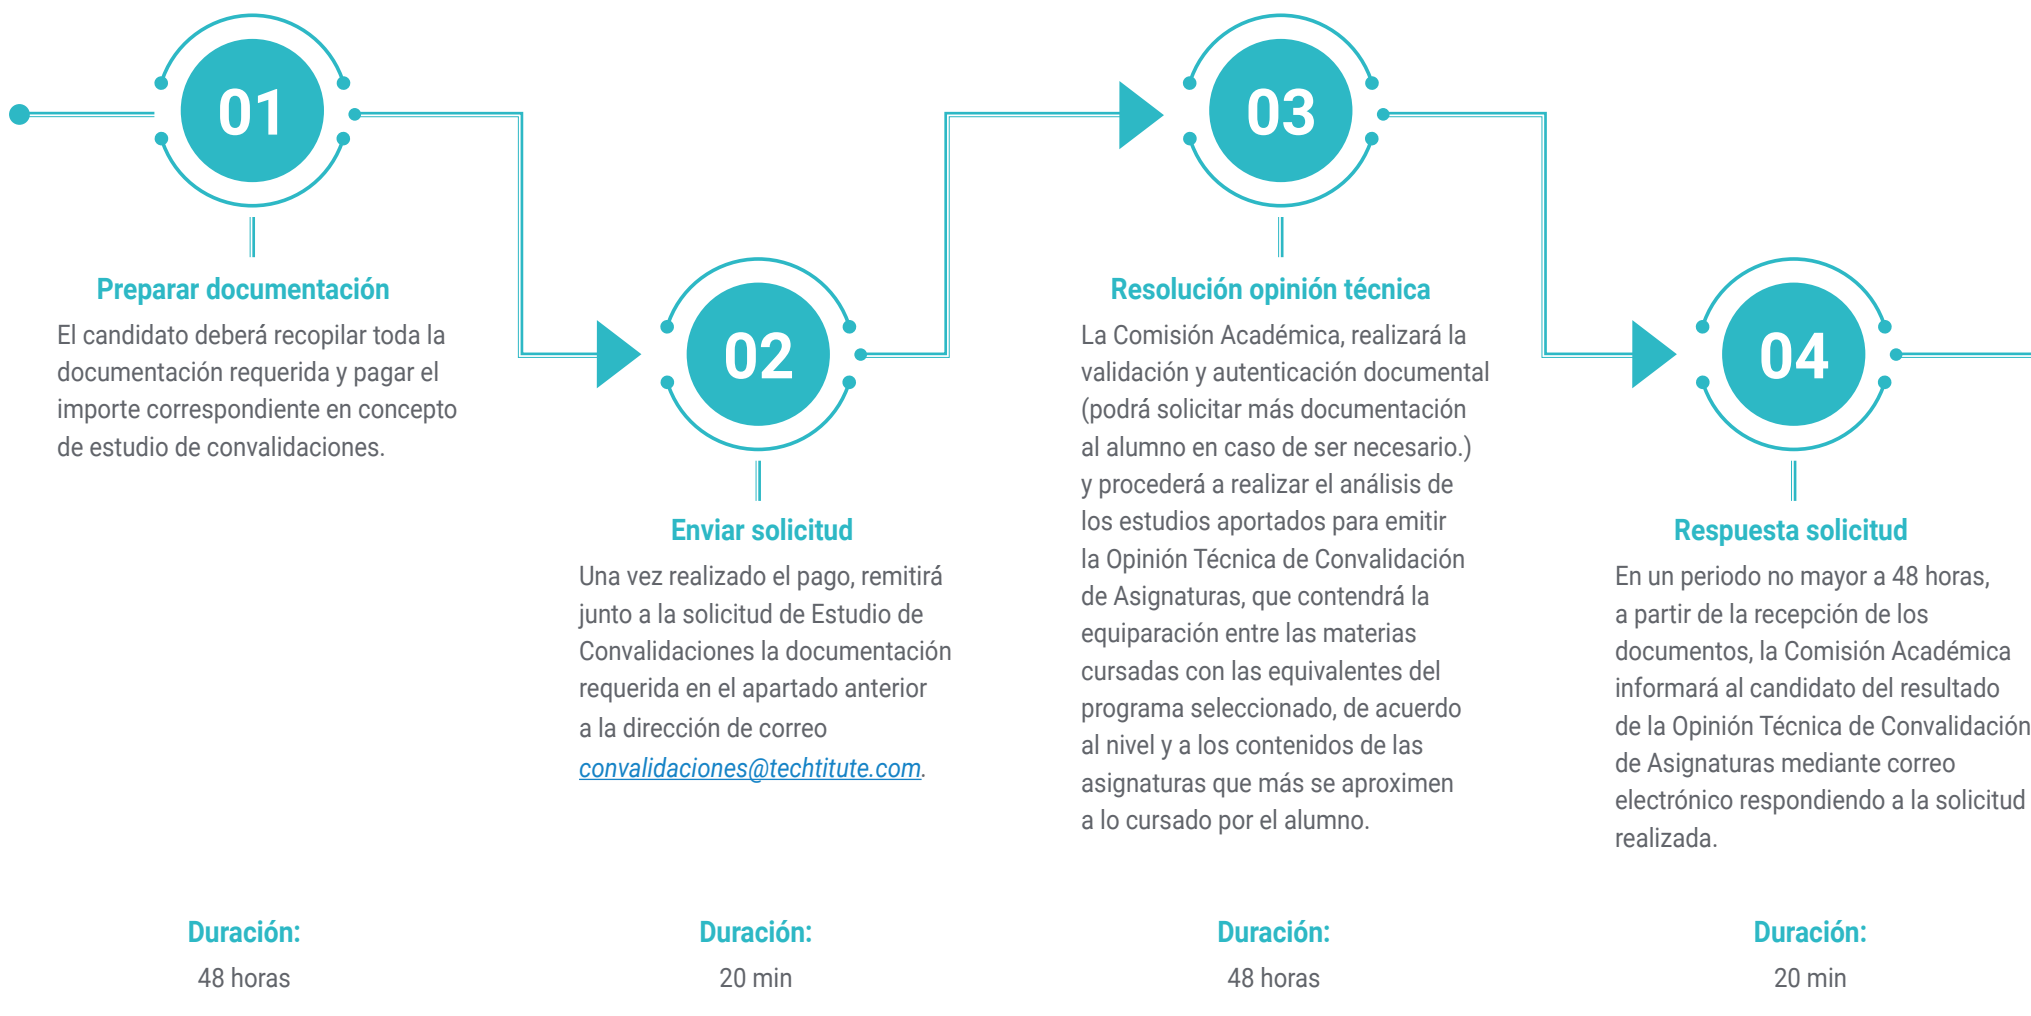 01
Preparar documentación
El candidato deberá recopilar toda la
documentación requerida y pagar el
importe correspondiente en concepto
de estudio de convalidaciones.
Duración:
48 horas
02
Enviar solicitud
Una vez realizado el pago, remitirá
junto a la solicitud de Estudio de
Convalidaciones la documentación
requerida en el apartado anterior
a la dirección de correo
convalidaciones@techtitute.com.
Duración:
20 min
03
Resolución opinión técnica
La Comisión Académica, realizará la
validación y autenticación documental
(podrá solicitar más documentación
al alumno en caso de ser necesario.)
y procederá a realizar el análisis de
los estudios aportados para emitir
la Opinión Técnica de Convalidación
de Asignaturas, que contendrá la
equiparación entre las materias
cursadas con las equivalentes del
programa seleccionado, de acuerdo
al nivel y a los contenidos de las
asignaturas que más se aproximen
a lo cursado por el alumno.
Duración:
48 horas
04
Respuesta solicitud
En un periodo no mayor a 48 horas,
a partir de la recepción de los
documentos, la Comisión Académica
informará al candidato del resultado
de la Opinión Técnica de Convalidación
de Asignaturas mediante correo
electrónico respondiendo a la solicitud
realizada.
Duración:
20 min